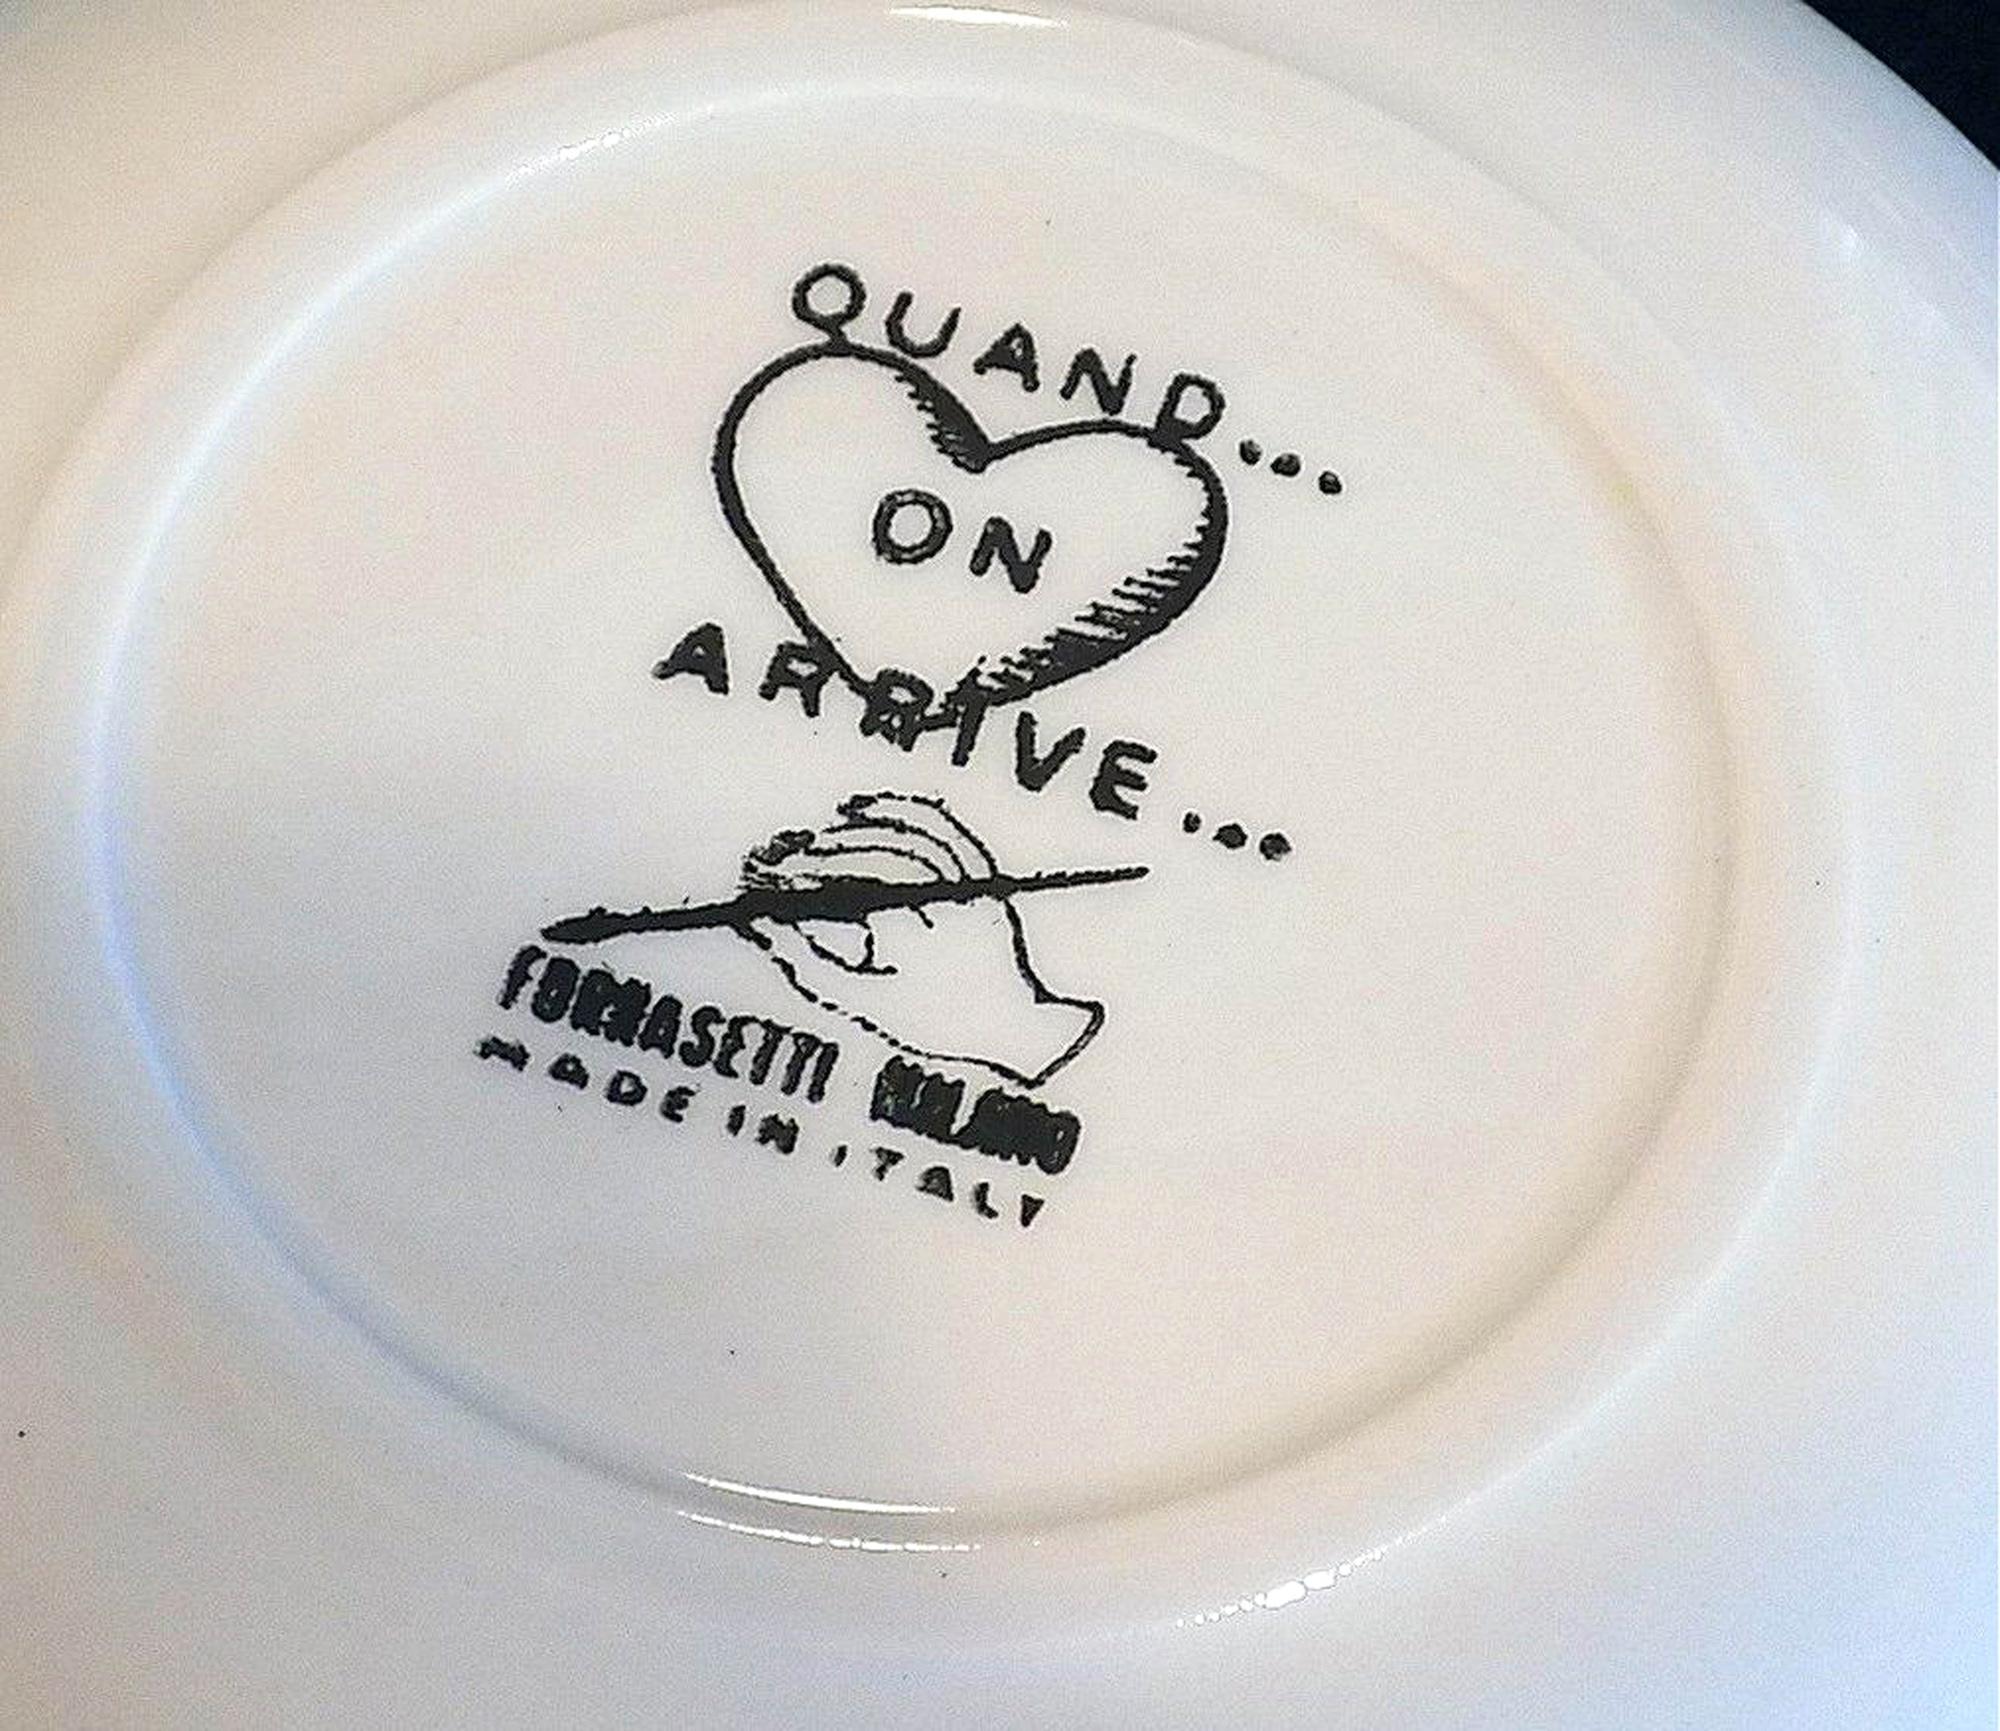 QUAND...
ON
ARRIVE...
FORNASETTI MILANO
MADE IN ITALY